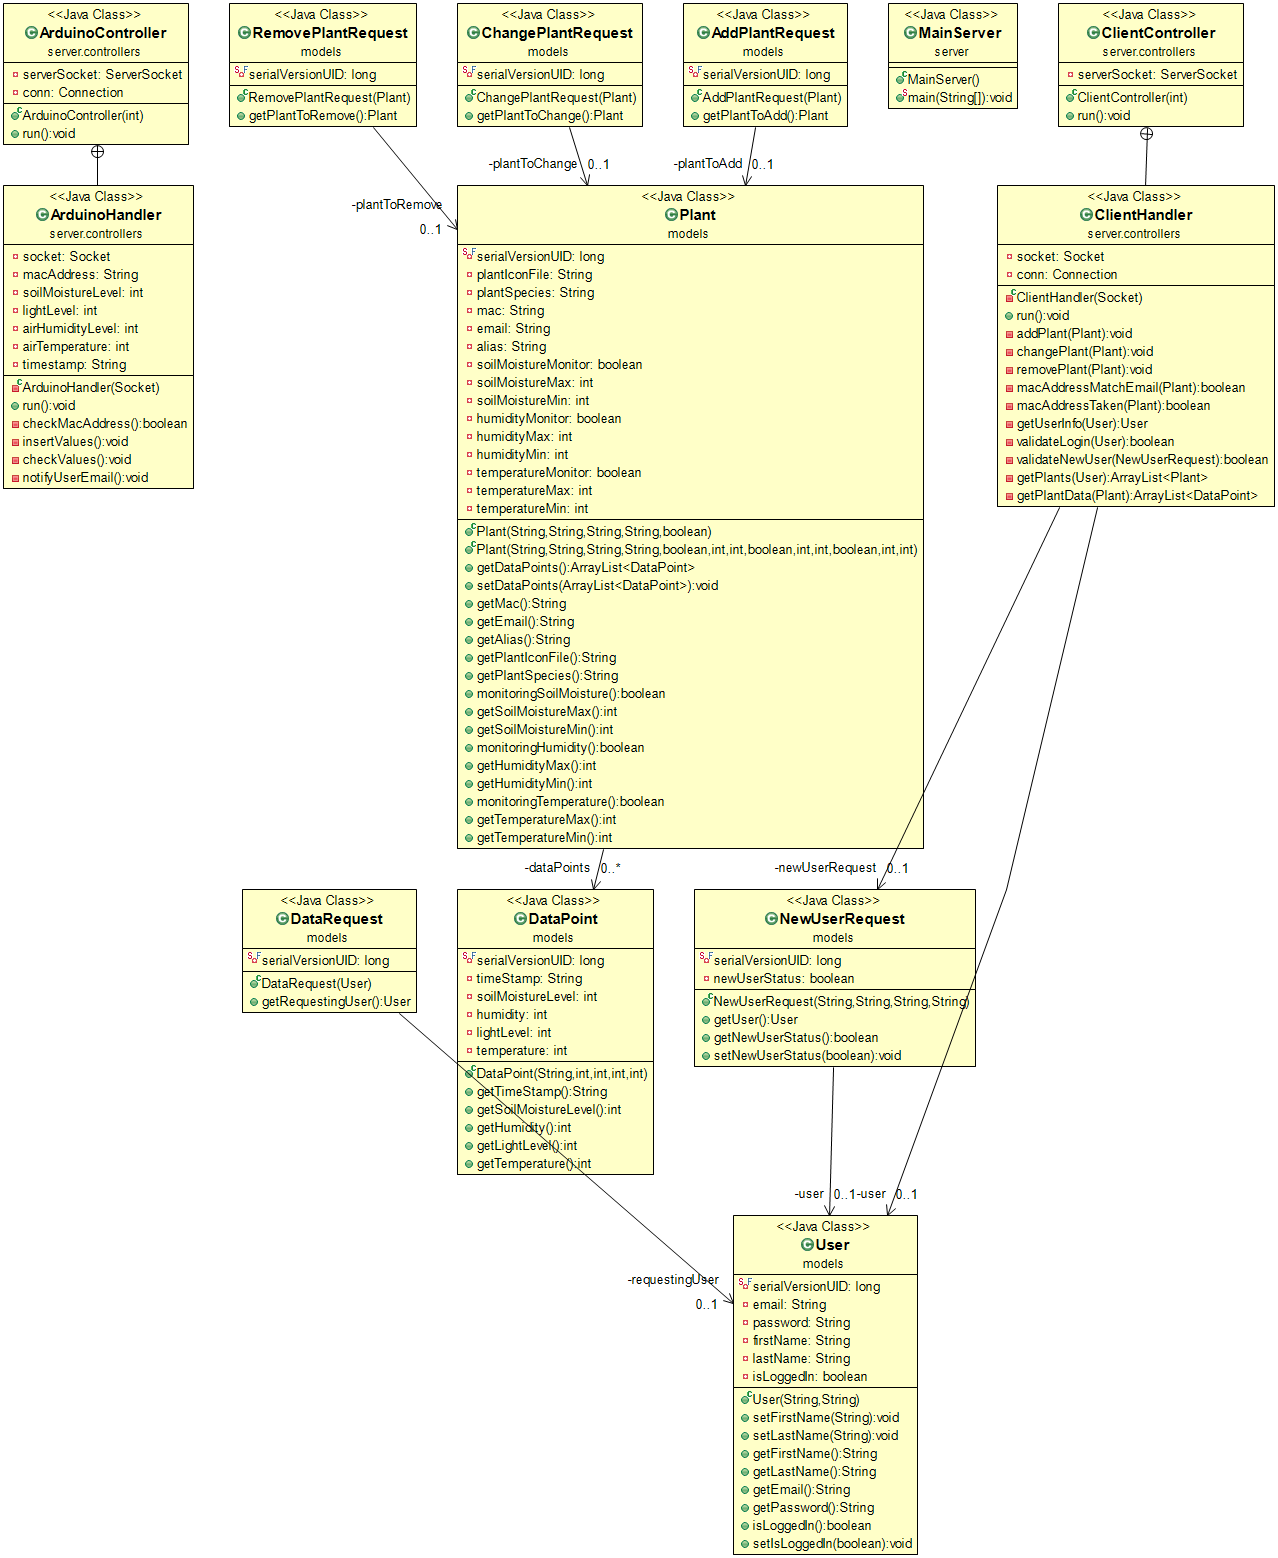 <<Java Class>>
ArduinoController
server.controllers
serverSocket: ServerSocket
conn: Connection
ArduinoController(int)
run():void
<<Java Class>>
RemovePlantRequest
models
serialVersionUID: long
RemovePlantRequest(Plant)
getPlantToRemove():Plant
<<Java Class>>
ChangePlantRequest
models
serialVersionUID: long
ChangePlantRequest(Plant)
getPlantToChange():Plant
<<Java Class>>
AddPlantRequest
models
serialVersionUID: long
AddPlantRequest(Plant)
getPlantToAdd():Plant
<<Java Class>>
MainServer
server
MainServer()
main(String[]):void
<<Java Class>>
ClientController
server.controllers
serverSocket: ServerSocket
ClientController(int)
run():void
-plantToChange 0..1
-plantToAdd 0..1
-plantToRemove
0..1
<<Java Class>>
ArduinoHandler
server.controllers
socket: Socket
macAddress: String
soilMoistureLevel: int
lightLevel: int
airHumidityLevel: int
airTemperature: int
timestamp: String
ArduinoHandler(Socket)
run():void
checkMacAddress():boolean
insertValues():void
checkValues():void
notifyUserEmail():void
<<Java Class>>
Plant
models
serialVersionUID: long
plantIconFile: String
plantSpecies: String
mac: String
email: String
alias: String
soilMoistureMonitor: boolean
soilMoistureMax: int
soilMoistureMin: int
humidityMonitor: boolean
humidityMax: int
humidityMin: int
temperatureMonitor: boolean
temperatureMax: int
temperatureMin: int
Plant(String,String,String,String,boolean)
Plant(String,String,String,String,boolean,int,int,boolean,int,int,boolean,int,int)
getDataPoints():ArrayList<DataPoint>
setDataPoints(ArrayList<DataPoint>):void
getMac():String
getEmail():String
getAlias():String
getPlantIconFile():String
getPlantSpecies():String
monitoringSoilMoisture():boolean
getSoilMoistureMax():int
getSoilMoistureMin():int
monitoringHumidity():boolean
getHumidityMax():int
getHumidityMin():int
monitoringTemperature():boolean
getTemperatureMax():int
getTemperatureMin():int
<<Java Class>>
ClientHandler
server.controllers
socket: Socket
conn: Connection
ClientHandler(Socket)
run():void
addPlant(Plant):void
changePlant(Plant):void
removePlant(Plant):void
macAddressMatchEmail(Plant):boolean
macAddressTaken(Plant):boolean
getUserInfo(User):User
validateLogin(User):boolean
validateNewUser(NewUserRequest):boolean
getPlants(User):ArrayList<Plant>
getPlantData(Plant):ArrayList<DataPoint>
-dataPoints 0..*
-newUserRequest 0..1
<<Java Class>>
DataRequest
models
serialVersionUID: long
DataRequest(User)
getRequestingUser():User
<<Java Class>>
DataPoint
models
serialVersionUID: long
timeStamp: String
soilMoistureLevel: int
humidity: int
lightLevel: int
temperature: int
DataPoint(String,int,int,int,int)
getTimeStamp():String
getSoilMoistureLevel():int
getHumidity():int
getLightLevel():int
getTemperature():int
<<Java Class>>
NewUserRequest
models
serialVersionUID: long
newUserStatus: boolean
NewUserRequest(String,String,String,String)
getUser():User
getNewUserStatus():boolean
setNewUserStatus(boolean):void
-user 0..1
-user 0..1
-requestingUser
0..1
<<Java Class>>
User
models
serialVersionUID: long
email: String
password: String
firstName: String
lastName: String
isLoggedIn: boolean
User(String,String)
setFirstName(String):void
setLastName(String):void
getFirstName():String
getLastName():String
getEmail():String
getPassword():String
isLoggedIn():boolean
setIsLoggedIn(boolean):void